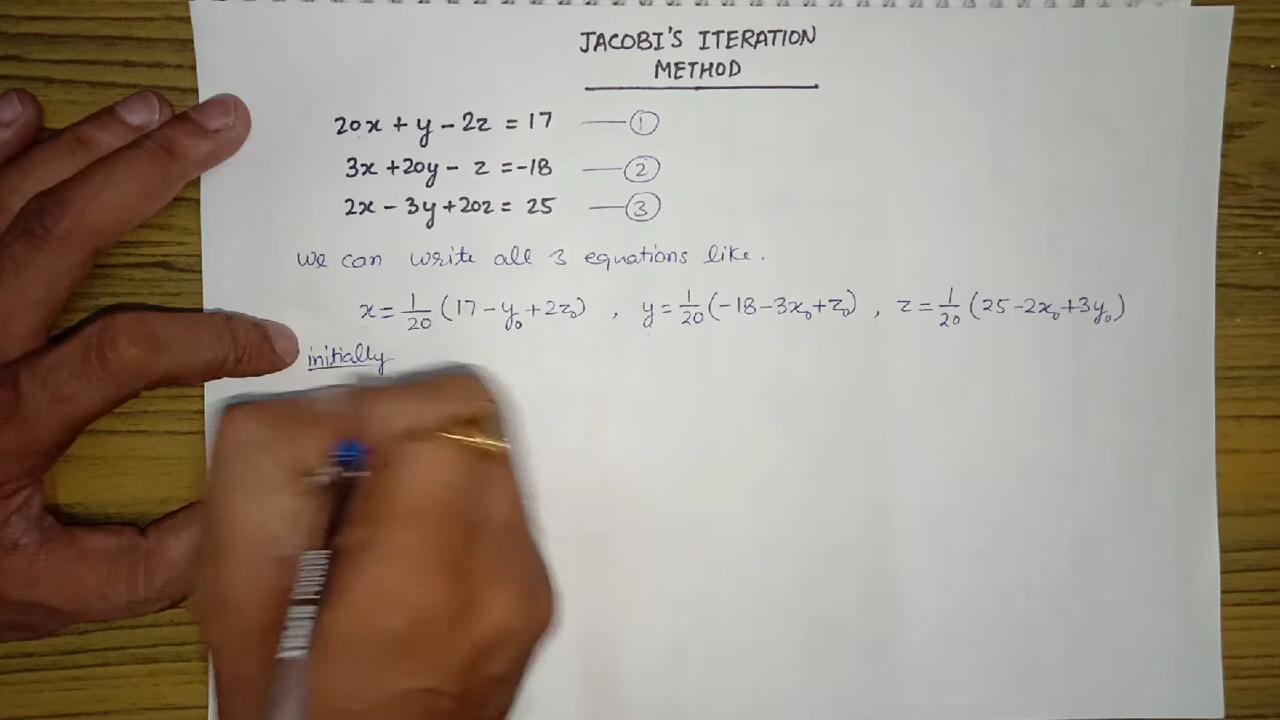 JACOBI'S ITERATION
METHOD
20x + y - 2z = 17 —— ①
3x + 20y - z = -18 —— ②
2x - 3y + 20z = 25 —— ③
we can write all 3 equations like.
x = 1/20 (17 - y₀ + 2z₀) , y = 1/20 (-18 - 3x₀ + z₀) , z = 1/20 (25 - 2x₀ + 3y₀)
initially